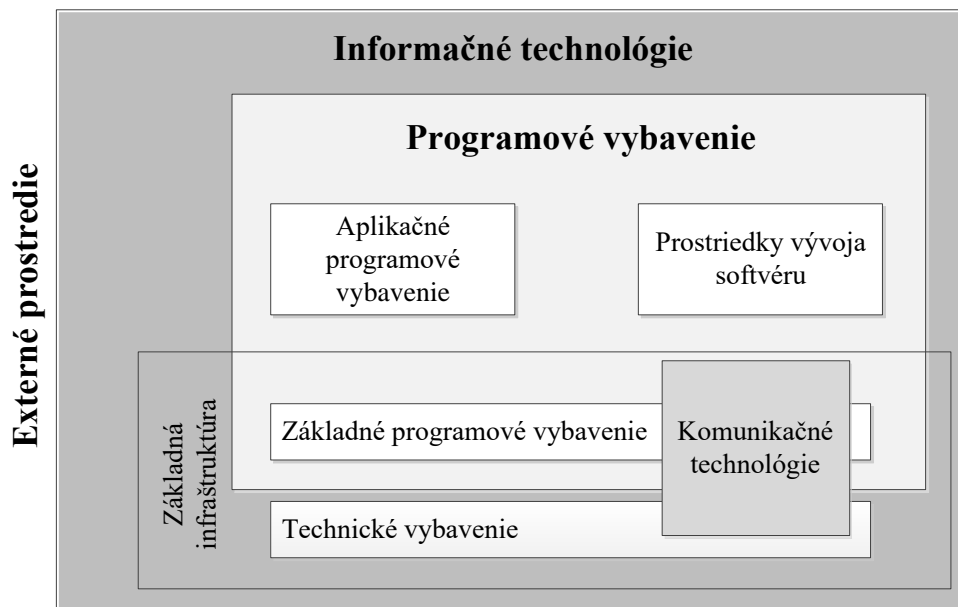 Externé prostredie
Informačné technológie
Programové vybavenie
Aplikačné
programové
vybavenie
Prostriedky vývoja
softvéru
Základná
infraštruktúra
Základné programové vybavenie
Komunikačné
technológie
Technické vybavenie